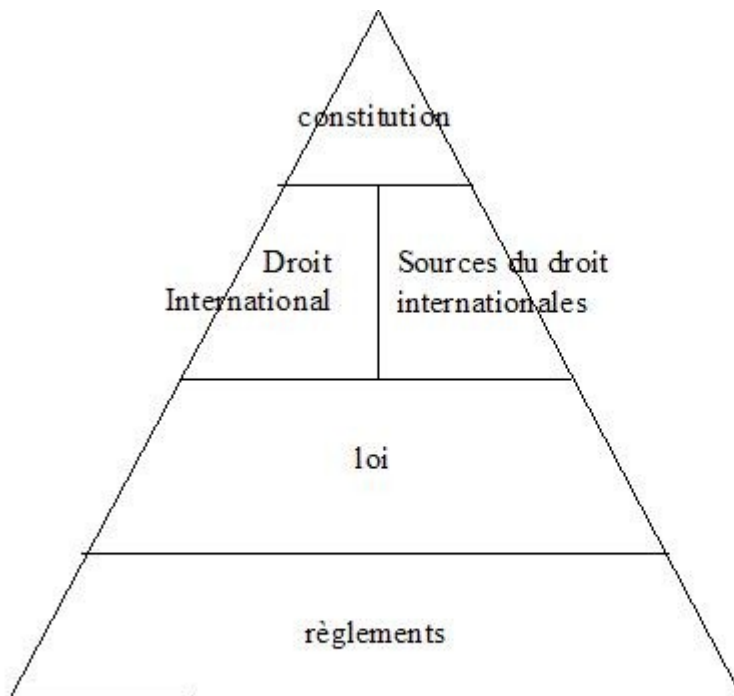 constitution
Droit
International
Sources du droit
internationales
loi
règlements